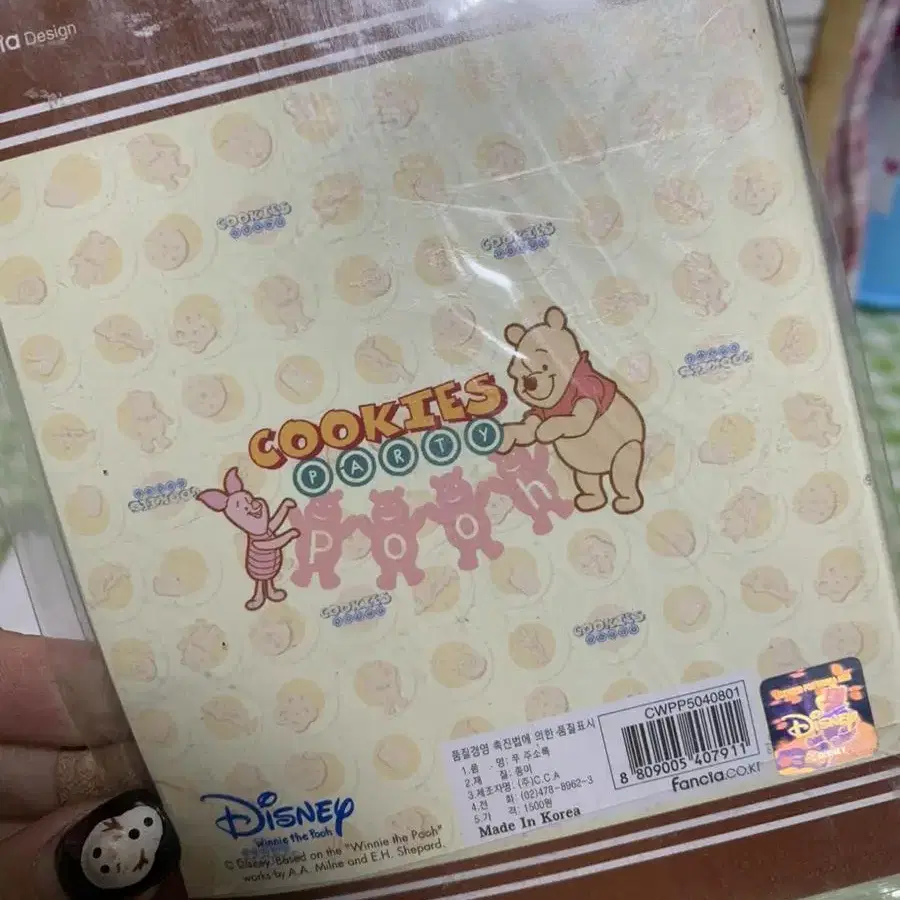 Design
COOKIES
COOKIES
COOKIES
PARTY
Pooh
COOKIES
COOKIES
품질경영 촉진법에 의한 품질표시
1.품 명: 푸 주소록
2.재 질: 종이
3.제조자명: (주)C.C.A
4.전 화: (02)478-8962~3
5.가 격: 1500원
Made In Korea
CWPP5040801
8 809005 407911
fancia.co.kr
Disney
Disney
Winnie the Pooh
© Disney. Based on the "Winnie the Pooh"
works by A.A. Milne and E.H. Shepard.